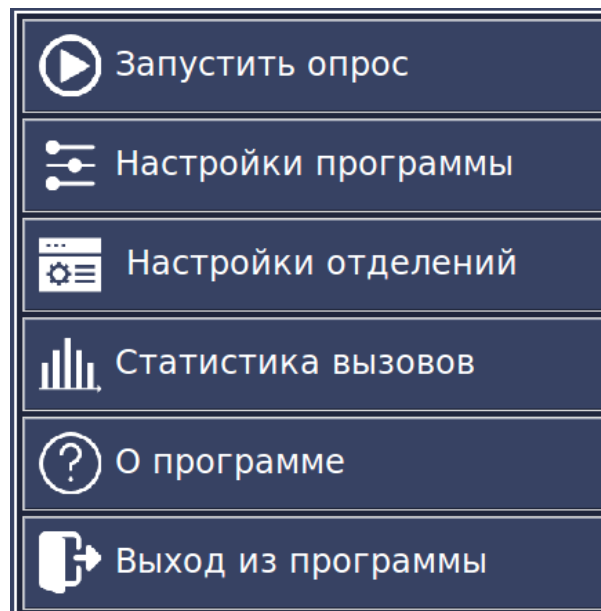 Запустить опрос
Настройки программы
Настройки отделений
Статистика вызовов
О программе
Выход из программы